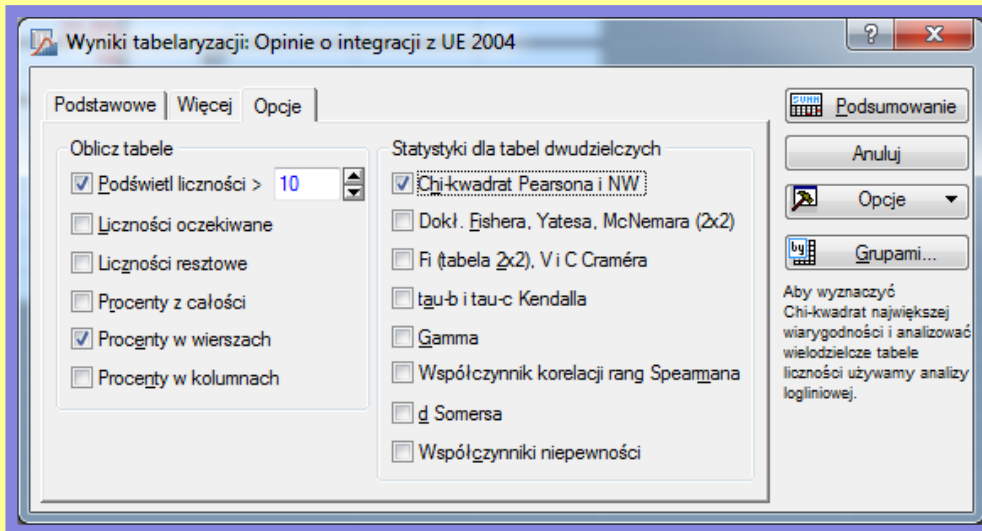 Wyniki tabelaryzacji: Opinie o integracji z UE 2004
Podstawowe
Więcej
Opcje
Oblicz tabele
Podświetl liczności > 10
Liczności oczekiwane
Liczności resztowe
Procenty z całości
Procenty w wierszach
Procenty w kolumnach
Statystyki dla tabel dwudzielczych
Chi-kwadrat Pearsona i NW
Dokł. Fishera, Yatesa, McNemara (2x2)
Fi (tabela 2x2), V i C Craméra
tau-b i tau-c Kendalla
Gamma
Współczynnik korelacji rang Spearmana
d Somersa
Współczynniki niepewności
SUMM
Podsumowanie
Anuluj
Opcje
by
Grupami...
Aby wyznaczyć
Chi-kwadrat największej
wiarygodności i analizować
wielodzielcze tabele
liczności używamy analizy
logliniowej.